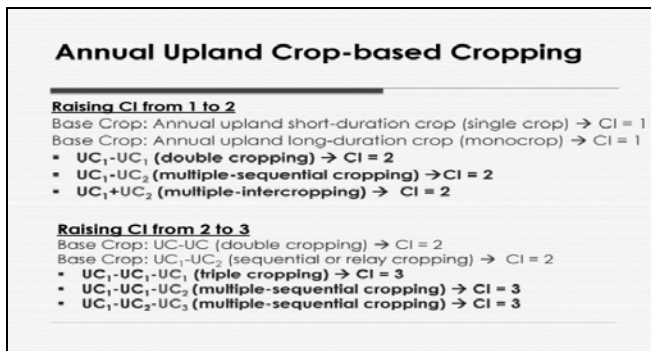 Annual Upland Crop-based Cropping
Raising CI from 1 to 2
Base Crop: Annual upland short-duration crop (single crop) → CI = 1
Base Crop: Annual upland long-duration crop (monocrop) → CI = 1
▪ UC₁-UC₁ (double cropping) → CI = 2
▪ UC₁-UC₂ (multiple-sequential cropping) →CI = 2
▪ UC₁+UC₂ (multiple-intercropping) → CI = 2
Raising CI from 2 to 3
Base Crop: UC-UC (double cropping) → CI = 2
Base Crop: UC₁-UC₂ (sequential or relay cropping) → CI = 2
▪ UC₁-UC₁-UC₁ (triple cropping) → CI = 3
▪ UC₁-UC₁-UC₂ (multiple-sequential cropping) → CI = 3
▪ UC₁-UC₂-UC₃ (multiple-sequential cropping) → CI = 3